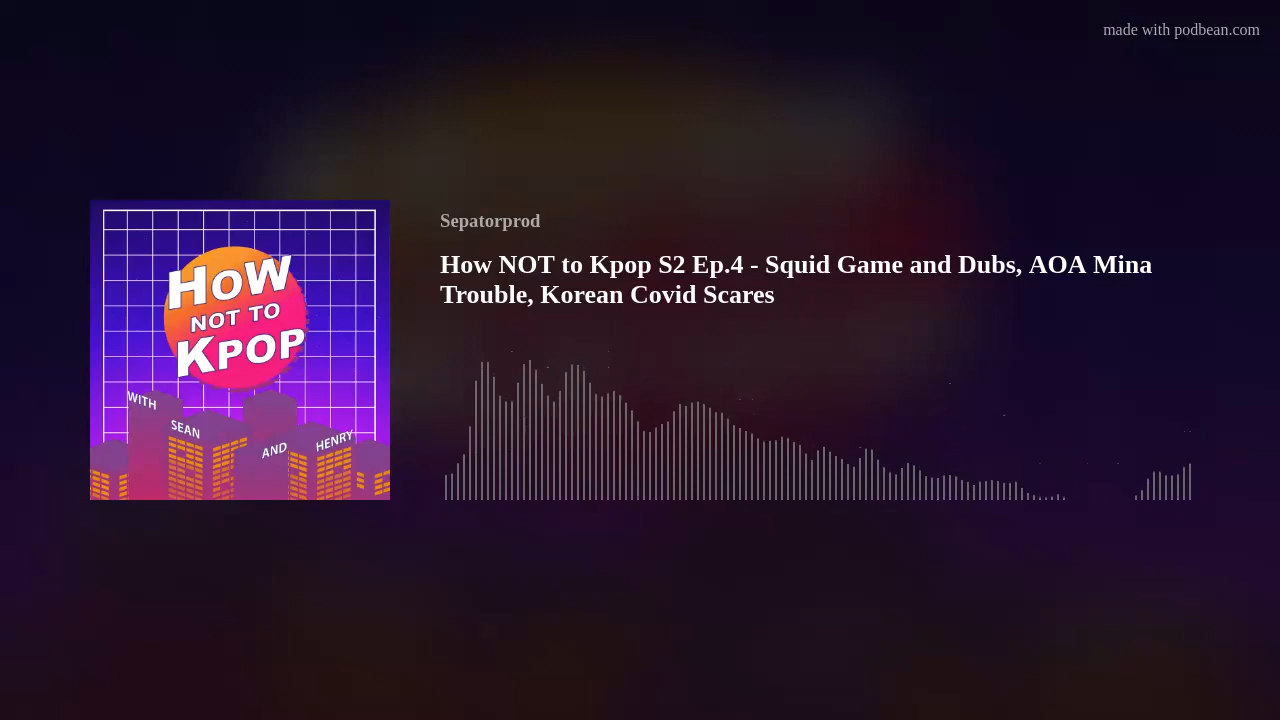 made with podbean.com
Sepatorprod
How NOT to Kpop S2 Ep.4 - Squid Game and Dubs, AOA Mina
Trouble, Korean Covid Scares
HOW
NOT TO
KPOP
WITH
SEAN
AND
HENRY